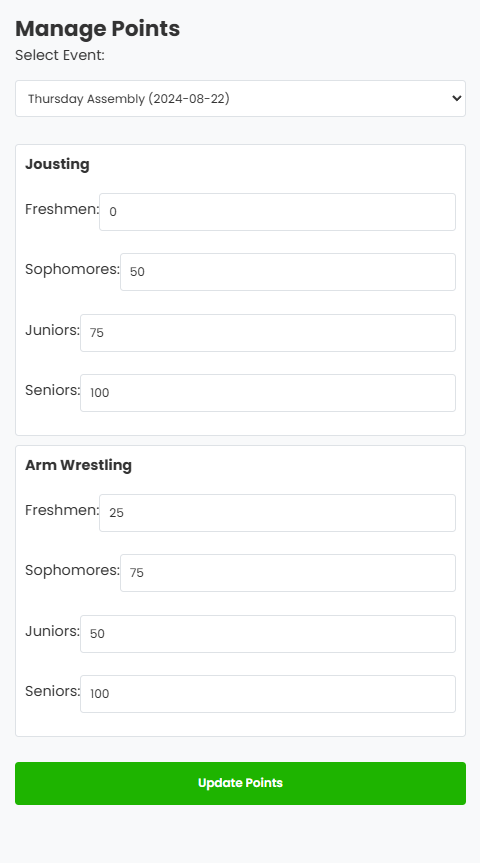 Manage Points
Select Event:
Thursday Assembly (2024-08-22)
Jousting
Freshmen: 0
Sophomores: 50
Juniors: 75
Seniors: 100
Arm Wrestling
Freshmen: 25
Sophomores: 75
Juniors: 50
Seniors: 100
Update Points